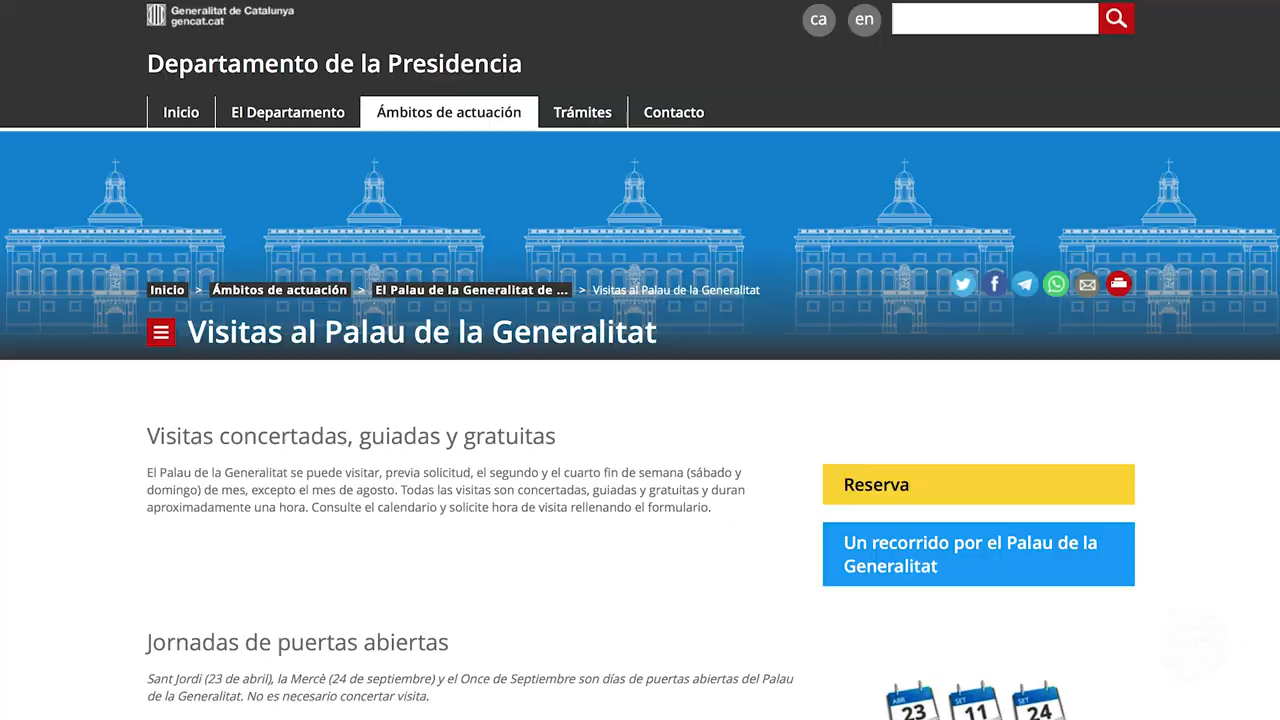 Generalitat de Catalunya
gencat.cat
ca
en
Departamento de la Presidencia
Inicio
El Departamento
Ámbitos de actuación
Trámites
Contacto
Inicio > Ámbitos de actuación > El Palau de la Generalitat de ... > Visitas al Palau de la Generalitat
Visitas al Palau de la Generalitat
Visitas concertadas, guiadas y gratuitas
El Palau de la Generalitat se puede visitar, previa solicitud, el segundo y el cuarto fin de semana (sábado y
domingo) de mes, excepto el mes de agosto. Todas las visitas son concertadas, guiadas y gratuitas y duran
aproximadamente una hora. Consulte el calendario y solicite hora de visita rellenando el formulario.
Reserva
Un recorrido por el Palau de la
Generalitat
Jornadas de puertas abiertas
Sant Jordi (23 de abril), la Mercè (24 de septiembre) y el Once de Septiembre son días de puertas abiertas del Palau
de la Generalitat. No es necesario concertar visita.
ABR
23
SET
11
SET
24